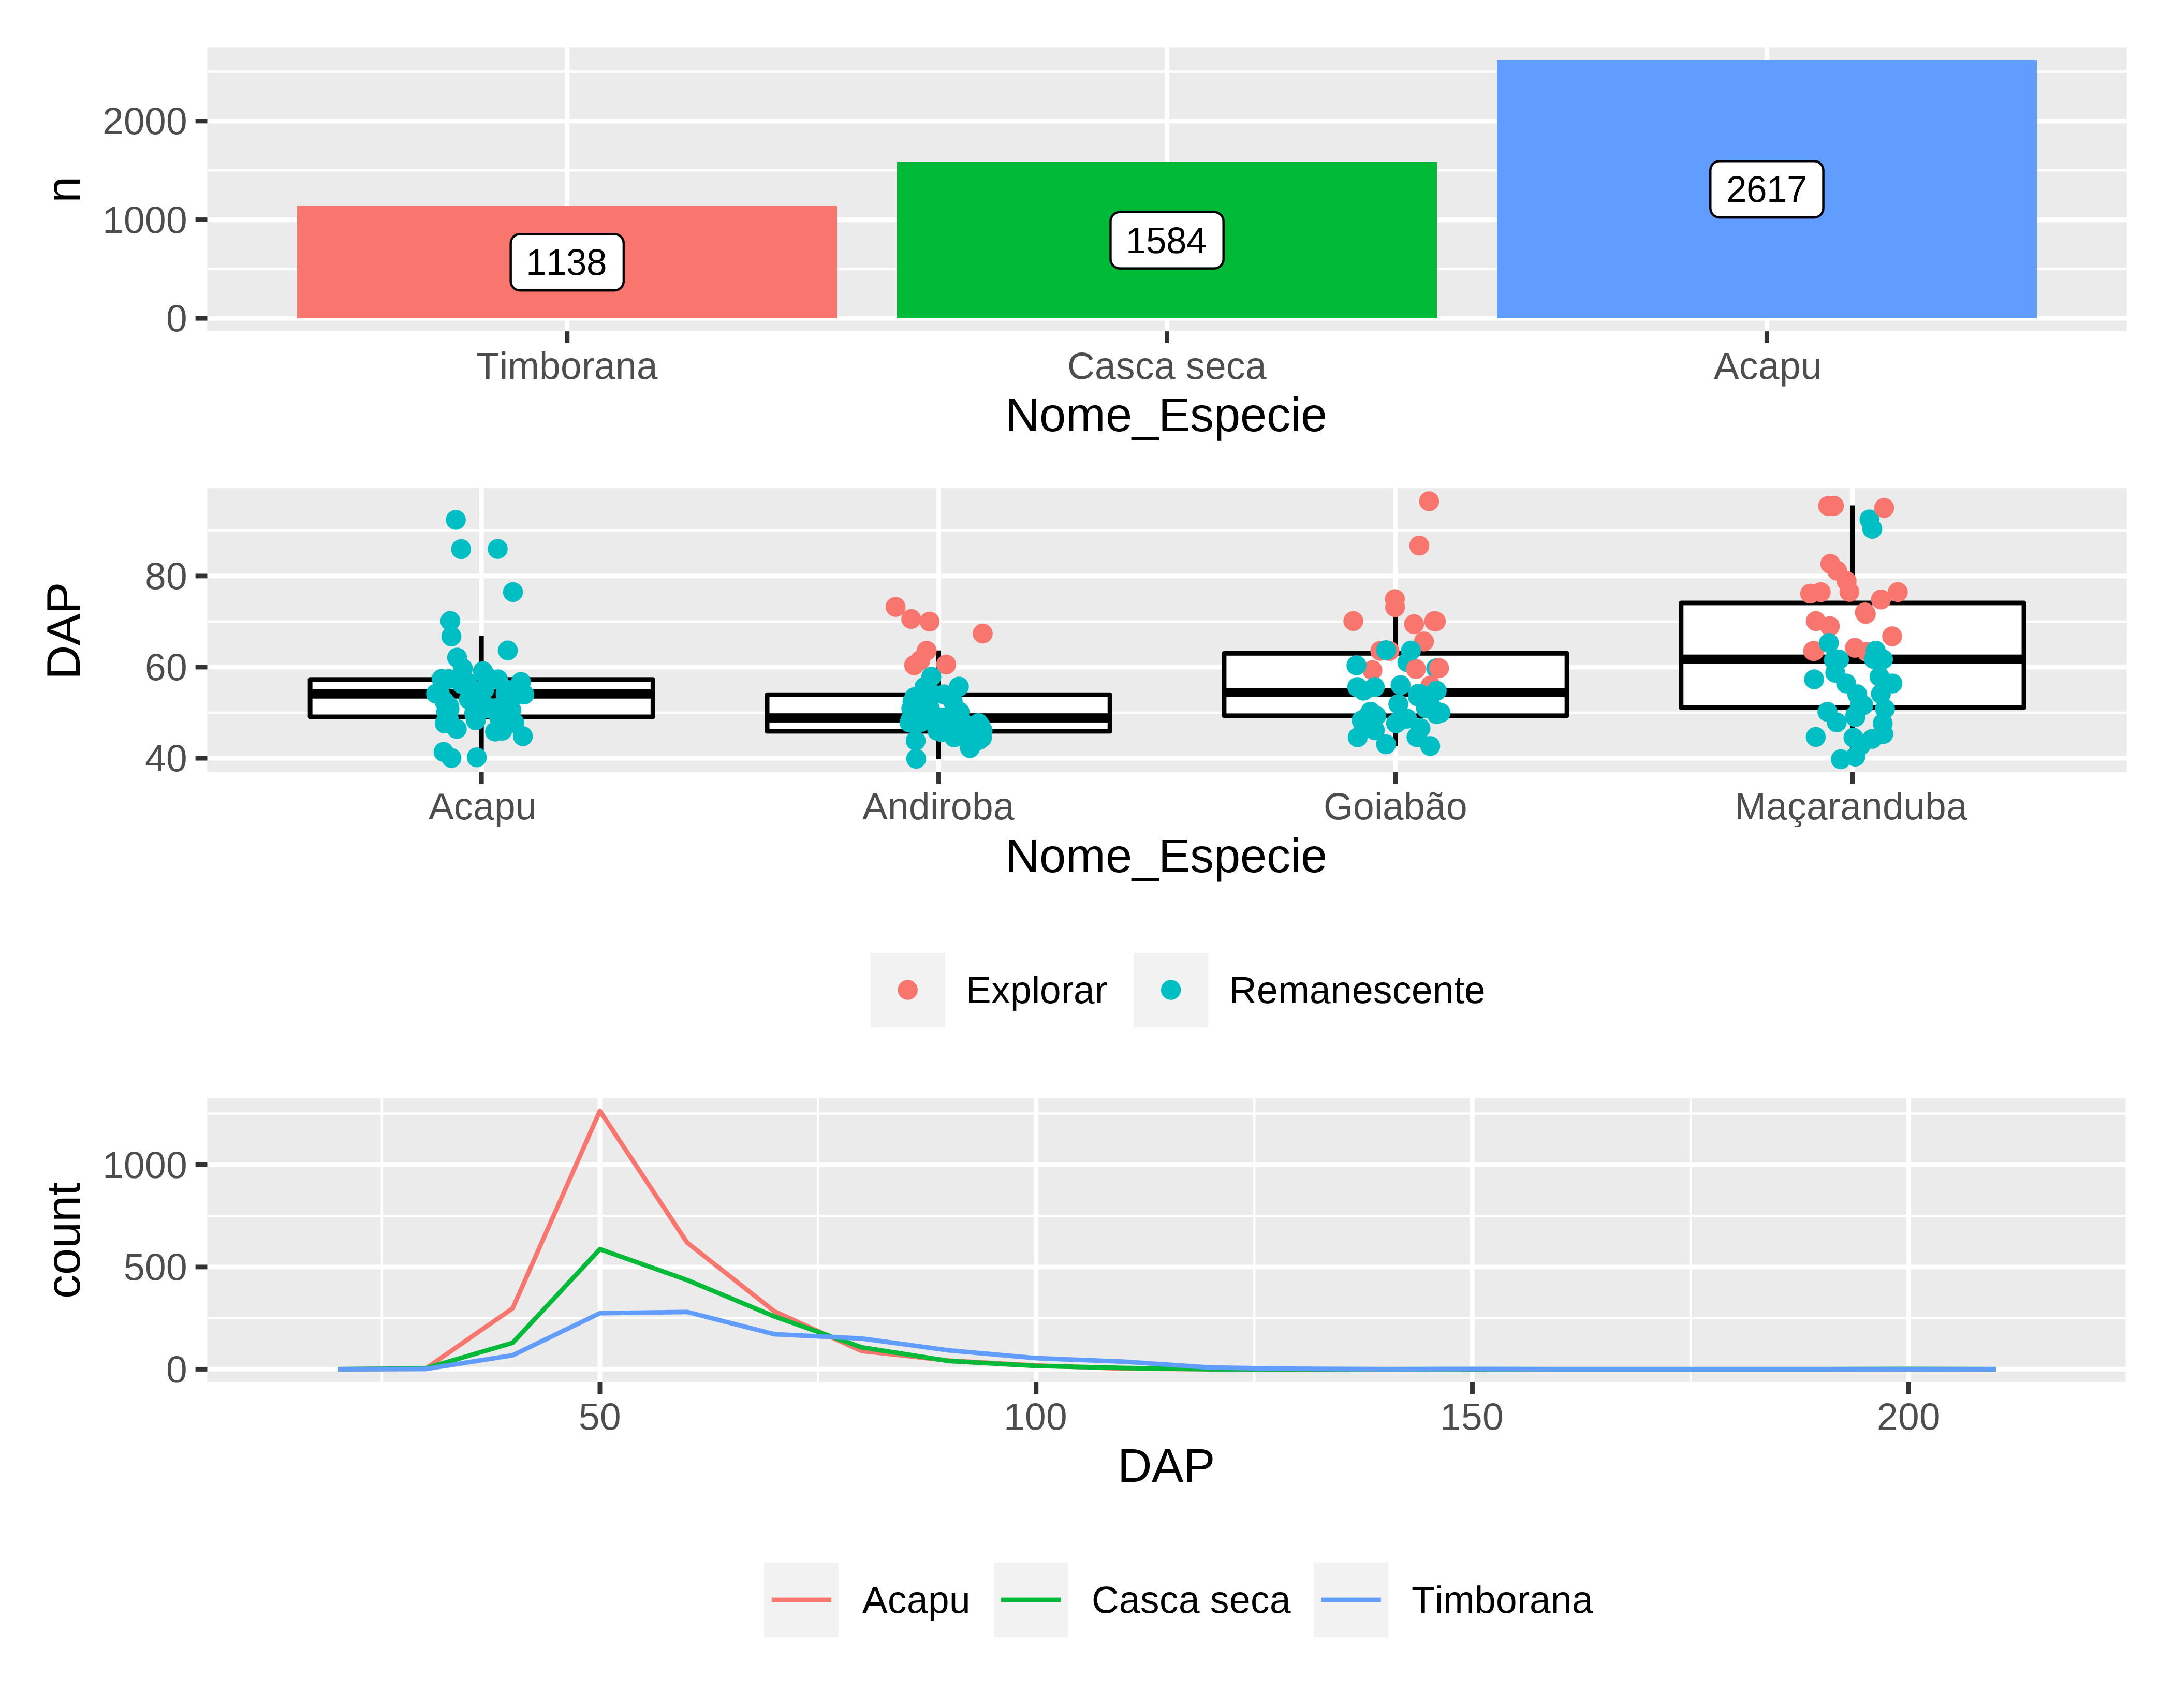 n
2000
1000
0
1138
1584
2617
Timborana Casca seca Acapu
Nome_Especie
DAP
80
60
40
Acapu Andiroba Goiabão Maçaranduba
Nome_Especie
Explorar Remanescente
count
1000
500
0
50 100 150 200
DAP
Acapu Casca seca Timborana